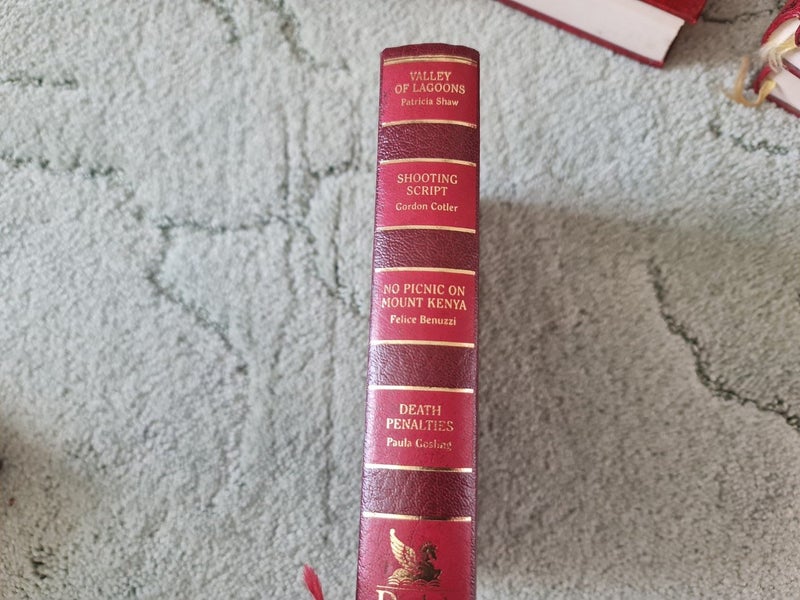 VALLEY
OF LAGOONS
Patricia Shaw
SHOOTING
SCRIPT
Gordon Cotler
NO PICNIC ON
MOUNT KENYA
Felice Benuzzi
DEATH
PENALTIES
Paula Gosling